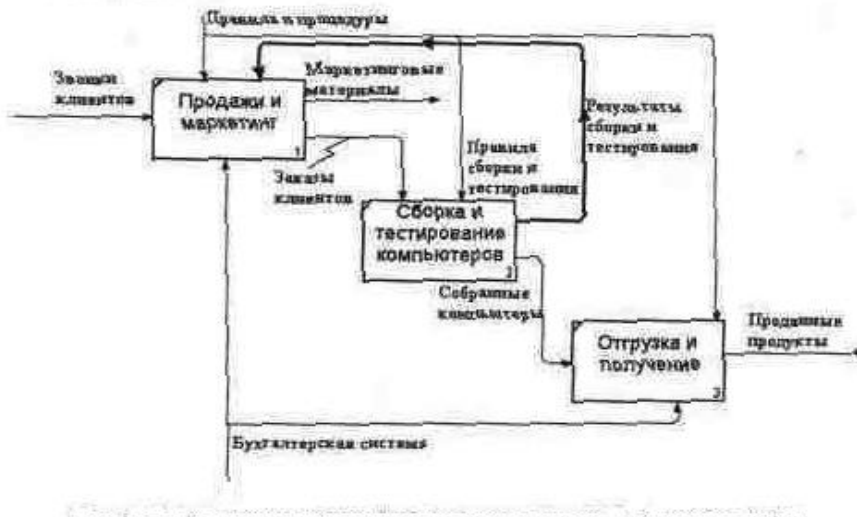 Правила и процедуры
Звонки
клиентов
Продажи и
маркетинг
1
Маркетинговые
материалы
Результаты
сборки и
тестирования
Правила
сборки и
тестирования
Заказы
клиентов
Сборка и
тестирование
компьютеров
2
Собранные
компьютеры
Отгрузка и
получение
3
Проданные
продукты
Бухгалтерская система